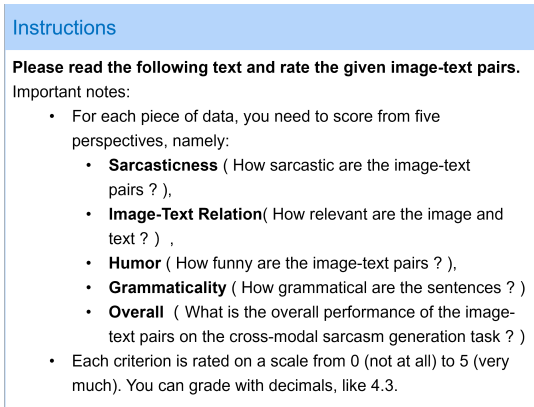 Instructions
Please read the following text and rate the given image-text pairs.
Important notes:
• For each piece of data, you need to score from five
perspectives, namely:
• Sarcasticness ( How sarcastic are the image-text
pairs ? ),
• Image-Text Relation( How relevant are the image and
text ? ) ,
• Humor ( How funny are the image-text pairs ? ),
• Grammaticality ( How grammatical are the sentences ? )
• Overall ( What is the overall performance of the image-
text pairs on the cross-modal sarcasm generation task ? )
• Each criterion is rated on a scale from 0 (not at all) to 5 (very
much). You can grade with decimals, like 4.3.